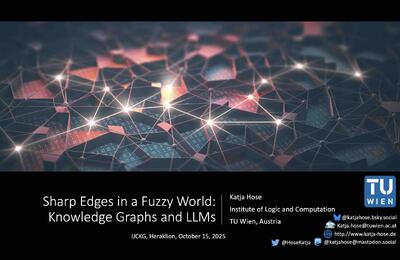 Sharp Edges in a Fuzzy World:
Knowledge Graphs and LLMs
IJCKG, Heraklion, October 15, 2025
Katja Hose
Institute of Logic and Computation
TU Wien, Austria
TU
WIEN
@katjahose.bsky.social
Katja.hose@tuwien.ac.at
http://www.katja-hose.de
@HoseKatja
@katjahose@mastodon.social